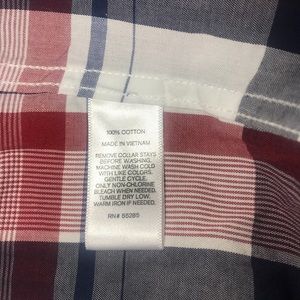 100% COTTON
MADE IN VIETNAM
REMOVE COLLAR STAYS
BEFORE WASHING.
MACHINE WASH COLD
WITH LIKE COLORS.
GENTLE CYCLE.
ONLY NON-CHLORINE
BLEACH WHEN NEEDED.
TUMBLE DRY LOW.
WARM IRON IF NEEDED.
RN# 55285